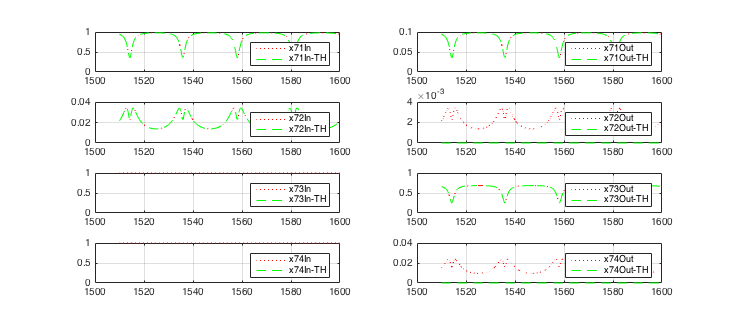 1
0.5
0
1500 1520 1540 1560 1580 1600
x71In
x71In-TH
0.1
0.05
0
1500 1520 1540 1560 1580 1600
x71Out
x71Out-TH
0.04
0.02
0
1500 1520 1540 1560 1580 1600
x72In
x72In-TH
×10⁻³
4
2
0
1500 1520 1540 1560 1580 1600
x72Out
x72Out-TH
1
0.5
0
1500 1520 1540 1560 1580 1600
x73In
x73In-TH
1
0.5
0
1500 1520 1540 1560 1580 1600
x73Out
x73Out-TH
1
0.5
0
1500 1520 1540 1560 1580 1600
x74In
x74In-TH
0.04
0.02
0
1500 1520 1540 1560 1580 1600
x74Out
x74Out-TH